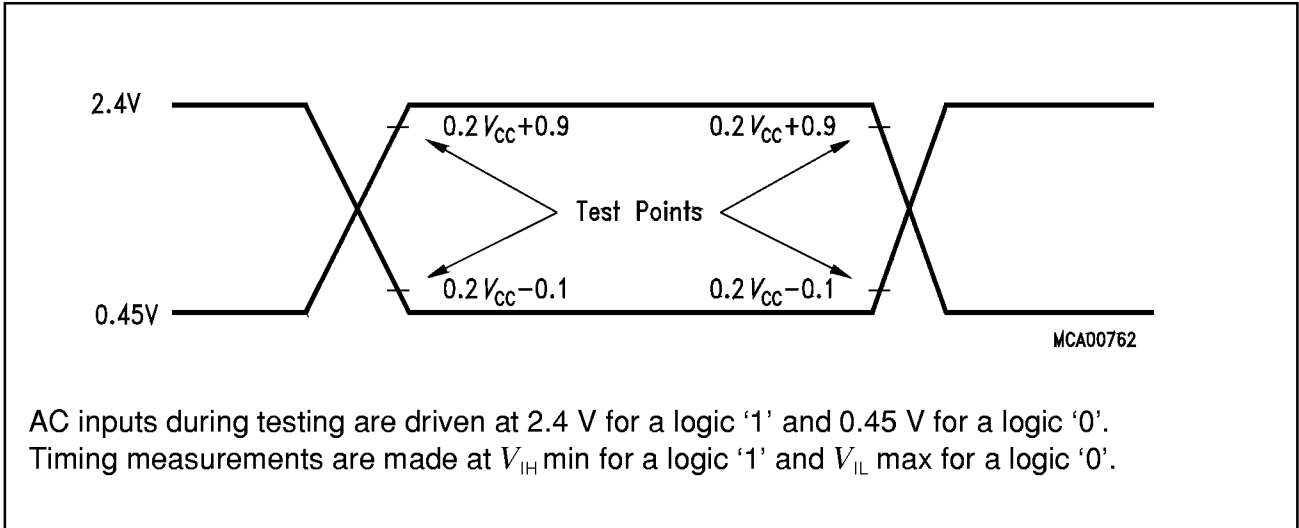 2.4V
0.2 VCC+0.9 0.2 VCC+0.9
Test Points
0.2 VCC−0.1 0.2 VCC−0.1
0.45V
MCA00762
AC inputs during testing are driven at 2.4 V for a logic ‘1’ and 0.45 V for a logic ‘0’.
Timing measurements are made at VIH min for a logic ‘1’ and VIL max for a logic ‘0’.